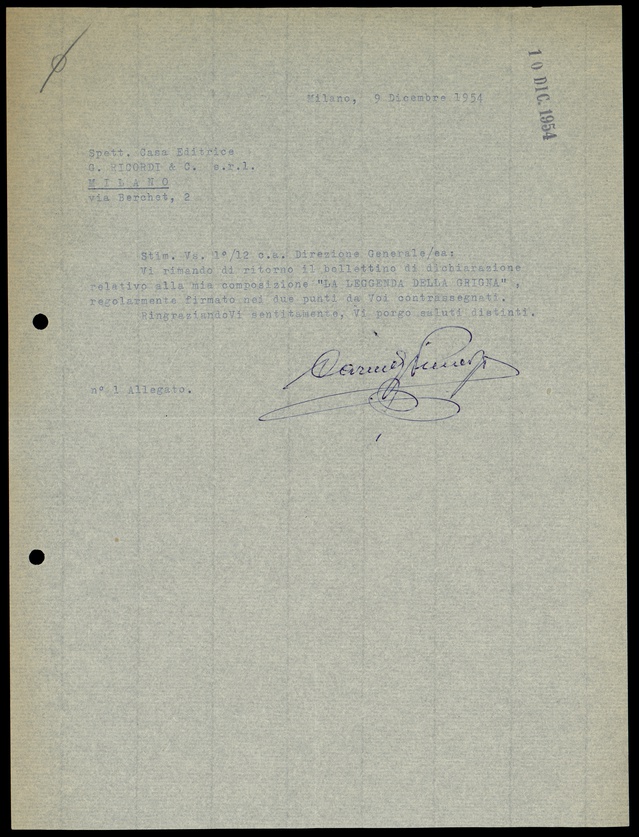 10 DIC. 1954
Milano, 9 Dicembre 1954
Spett. Casa Editrice
G. RICORDI & C. s.r.l.
MILANO
via Berchet, 2
Stim. Vs. 1°/12 c.a. Direzione Generale/ea:
Vi rimando di ritorno il bollettino di dichiarazione
relativo alla mia composizione "LA LEGGENDA DELLA GRIGNA",
regolarmente firmato nei due punti da Voi contrassegnati.
RingraziandoVi sentitamente, Vi porgo saluti distinti.
n° 1 Allegato.